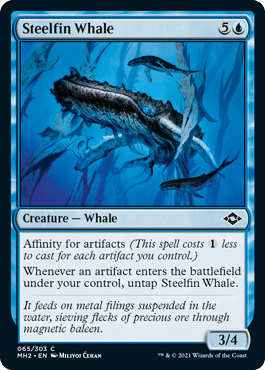 Steelfin Whale 5
Creature — Whale
Affinity for artifacts (This spell costs 1 less
to cast for each artifact you control.)
Whenever an artifact enters the battlefield
under your control, untap Steelfin Whale.
It feeds on metal filings suspended in the
water, sieving flecks of precious ore through
magnetic baleen.
3/4
065/303 C
MH2 • EN Milivoj Ćeran
™ & © 2021 Wizards of the Coast